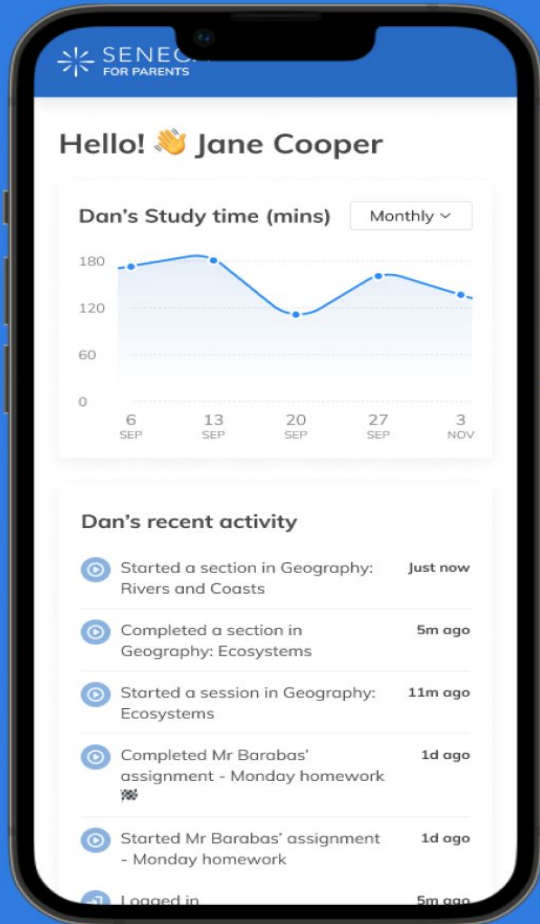 SENECA
FOR PARENTS
Hello! 👋 Jane Cooper
Dan's Study time (mins) Monthly
180
120
60
0
6 13 20 27 3
SEP SEP SEP SEP NOV
Dan's recent activity
Started a section in Geography: Just now
Rivers and Coasts
Completed a section in 5m ago
Geography: Ecosystems
Started a session in Geography: 11m ago
Ecosystems
Completed Mr Barabas' 1d ago
assignment - Monday homework
🏁
Started Mr Barabas' assignment 1d ago
- Monday homework
Logged in 5m ago